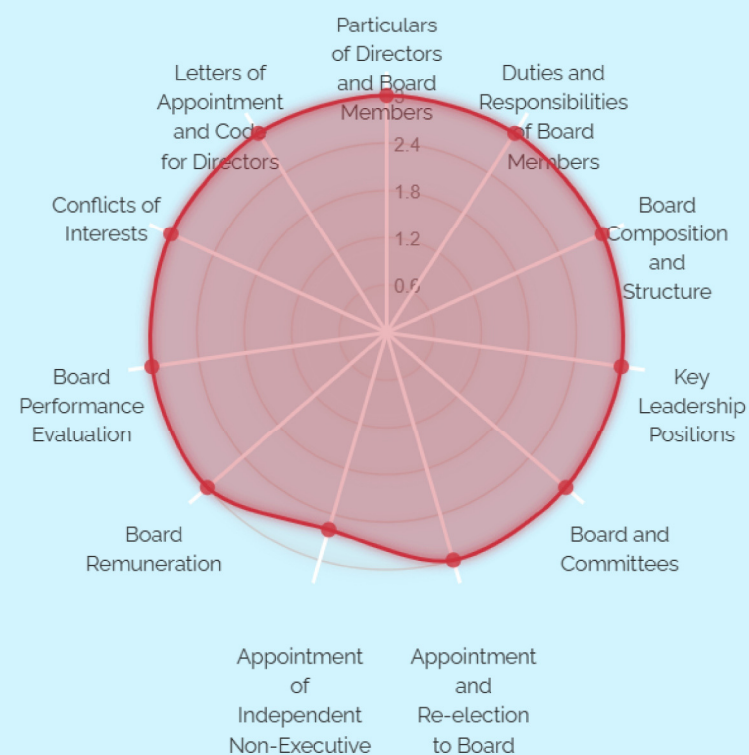 Particulars
of Directors
and Board
Members
Letters of
Appointment
and Code
for Directors
Duties and
Responsibilities
of Board
Members
3
2.4
1.8
1.2
0.6
Conflicts of
Interests
Board
Composition
and
Structure
Board
Performance
Evaluation
Key
Leadership
Positions
Board
Remuneration
Board and
Committees
Appointment
of
Independent
Non-Executive
Appointment
and
Re-election
to Board